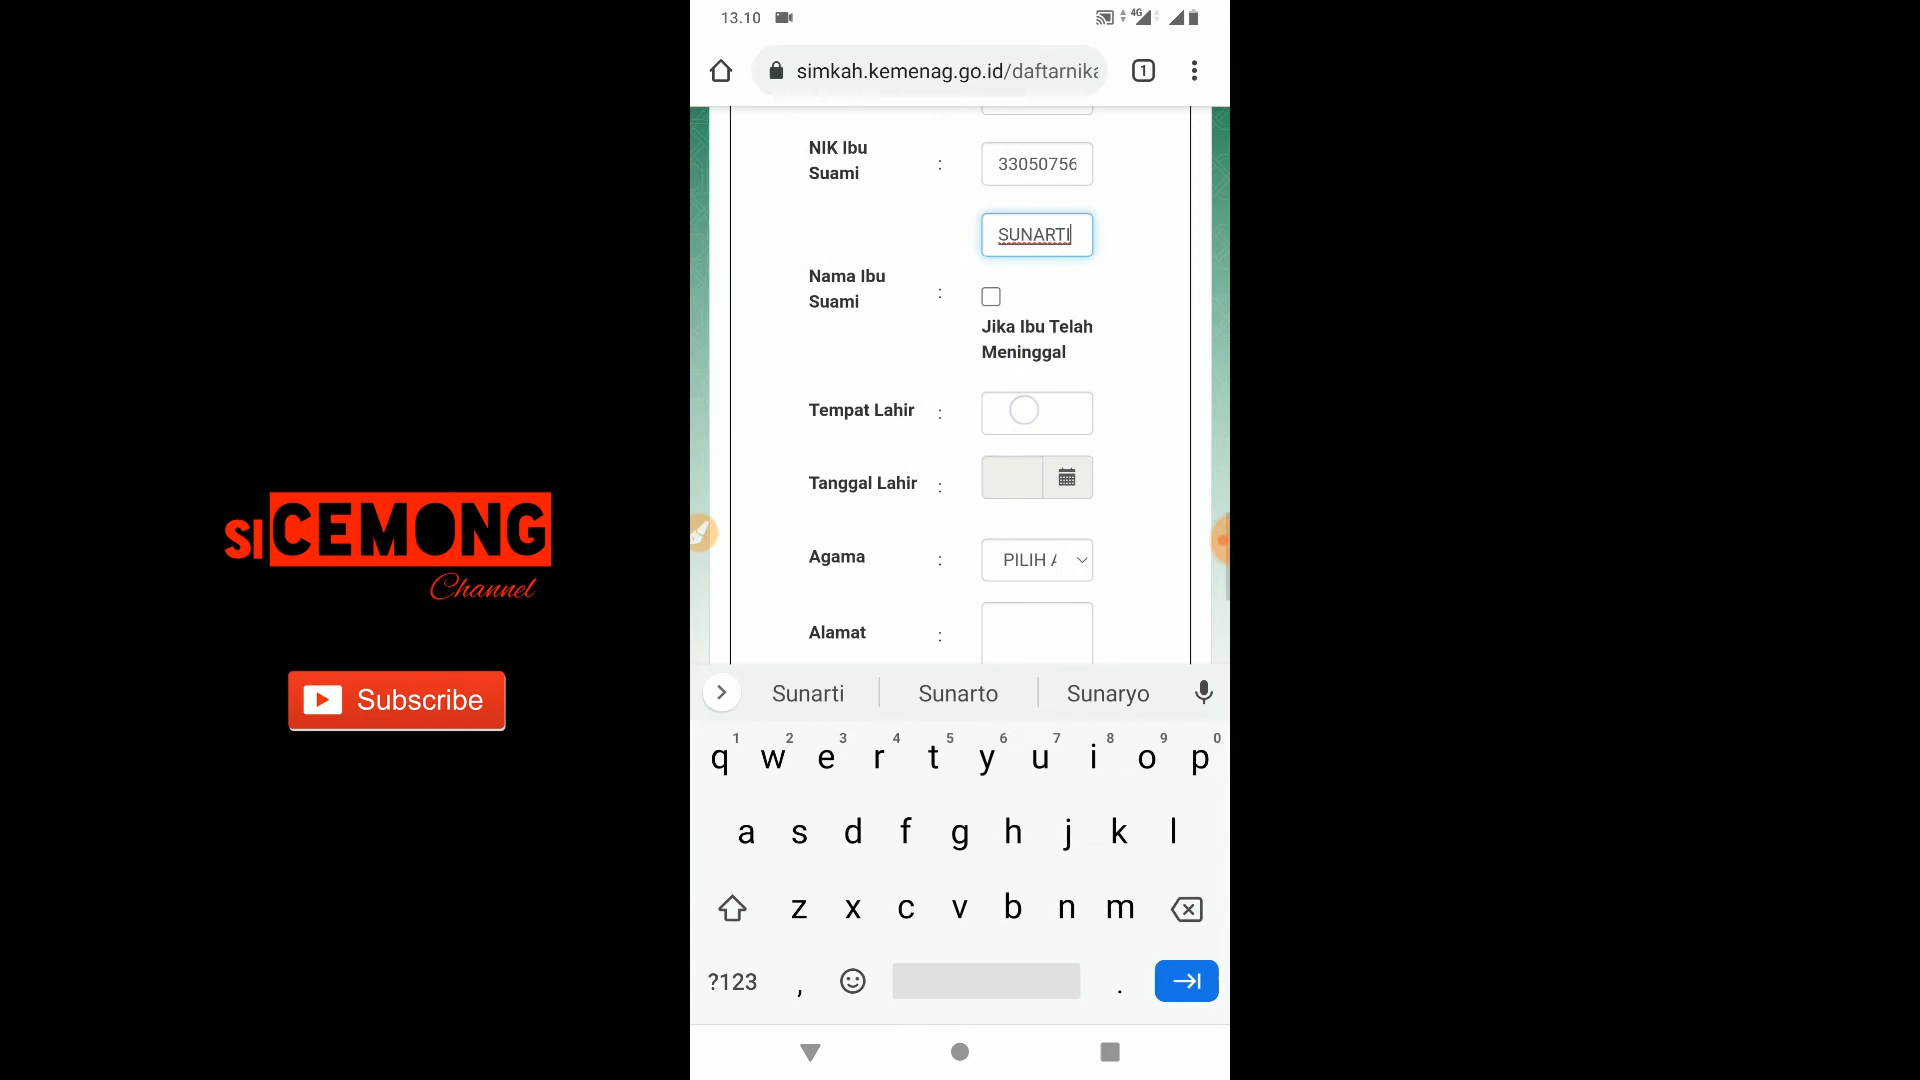 13.10
4G
simkah.kemenag.go.id/daftarnika
1
NIK Ibu
Suami
:
33050756
SUNARTI
Nama Ibu
Suami
:
Jika Ibu Telah
Meninggal
Tempat Lahir :
Tanggal Lahir :
Agama :
PILIH
Alamat :
SICEMONG
Channel
Subscribe
Sunarti Sunarto Sunaryo
1 2 3 4 5 6 7 8 9 0
q w e r t y u i o p
a s d f g h j k l
z x c v b n m
?123 , .